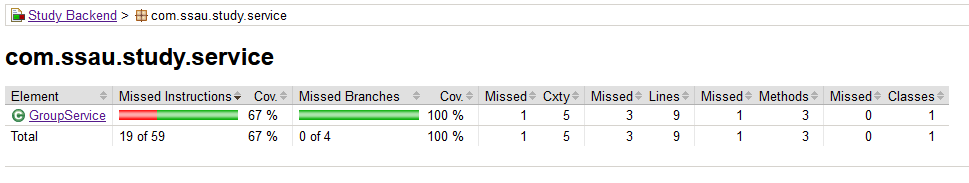 Study Backend > com.ssau.study.service
com.ssau.study.service
Element Missed Instructions Cov. Missed Branches Cov. Missed Cxty Missed Lines Missed Methods Missed Classes
GroupService 67 % 100 % 1 5 3 9 1 3 0 1
Total 19 of 59 67 % 0 of 4 100 % 1 5 3 9 1 3 0 1